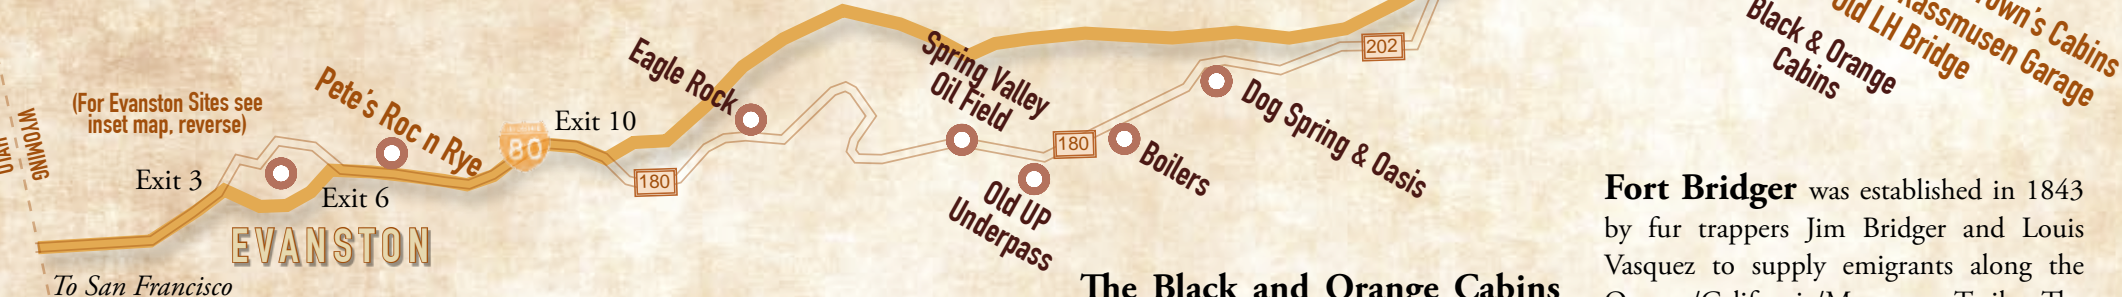 (For Evanston Sites see
inset map, reverse)
UTAH
WYOMING
Pete's Roc n Rye
Exit 3
Exit 6
EVANSTON
To San Francisco
80
Exit 10
180
Eagle Rock
Spring Valley
Oil Field
Old UP
Underpass
180
Boilers
Dog Spring & Oasis
202
Black & Orange
Cabins
Old LH Bridge
Rassmusen Garage
Cabins
The Black and Orange Cabins
Fort Bridger was established in 1843
by fur trappers Jim Bridger and Louis
Vasquez to supply emigrants along the